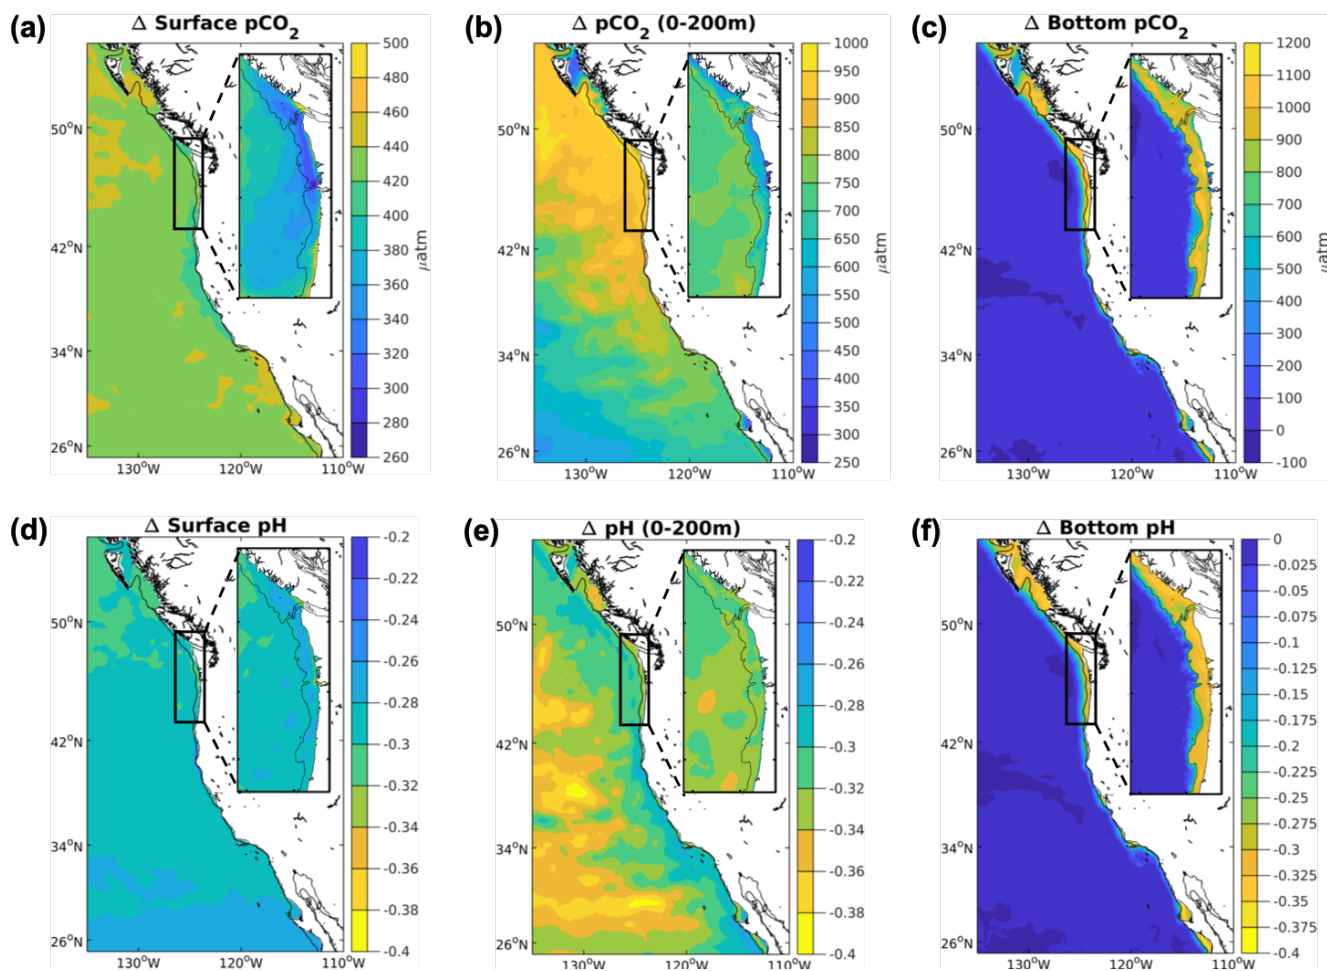 (a)
Δ Surface pCO2
500
480
460
440
420
400
380
360
340
320
300
280
260
μatm
50°N
42°N
34°N
26°N
130°W
120°W
110°W
(b)
Δ pCO2 (0-200m)
1000
950
900
850
800
750
700
650
600
550
500
450
400
350
300
250
μatm
50°N
42°N
34°N
26°N
130°W
120°W
110°W
(c)
Δ Bottom pCO2
1200
1100
1000
900
800
700
600
500
400
300
200
100
0
-100
μatm
50°N
42°N
34°N
26°N
130°W
120°W
110°W
(d)
Δ Surface pH
-0.2
-0.22
-0.24
-0.26
-0.28
-0.3
-0.32
-0.34
-0.36
-0.38
-0.4
50°N
42°N
34°N
26°N
130°W
120°W
110°W
(e)
Δ pH (0-200m)
-0.2
-0.22
-0.24
-0.26
-0.28
-0.3
-0.32
-0.34
-0.36
-0.38
-0.4
50°N
42°N
34°N
26°N
130°W
120°W
110°W
(f)
Δ Bottom pH
0
-0.025
-0.05
-0.075
-0.1
-0.125
-0.15
-0.175
-0.2
-0.225
-0.25
-0.275
-0.3
-0.325
-0.35
-0.375
-0.4
50°N
42°N
34°N
26°N
130°W
120°W
110°W